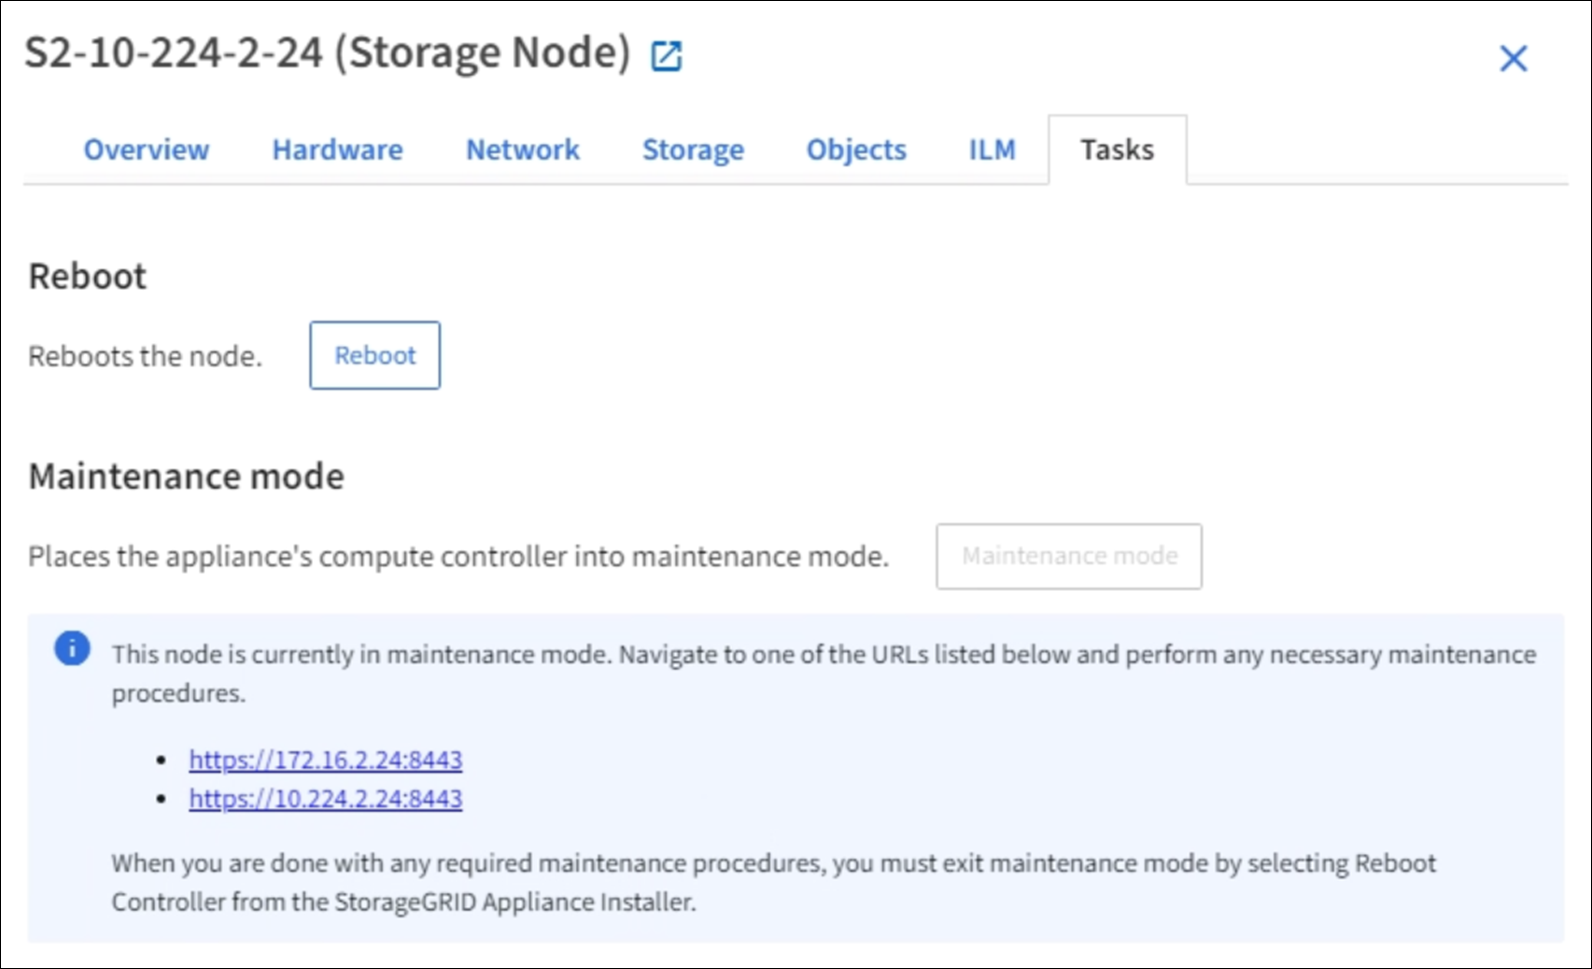 S2-10-224-2-24 (Storage Node)
Overview Hardware Network Storage Objects ILM Tasks
Reboot
Reboots the node. Reboot
Maintenance mode
Places the appliance's compute controller into maintenance mode. Maintenance mode
This node is currently in maintenance mode. Navigate to one of the URLs listed below and perform any necessary maintenance
procedures.
• https://172.16.2.24:8443
• https://10.224.2.24:8443
When you are done with any required maintenance procedures, you must exit maintenance mode by selecting Reboot
Controller from the StorageGRID Appliance Installer.